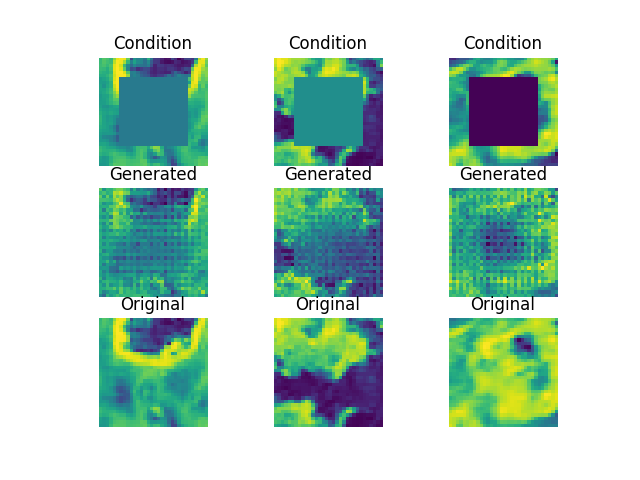 Condition Condition Condition
Generated Generated Generated
Original Original Original